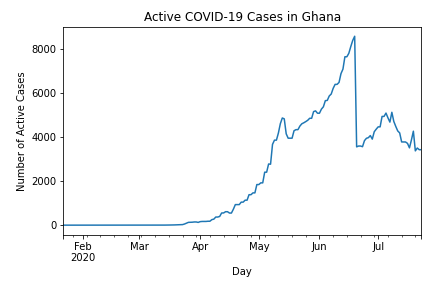 Active COVID-19 Cases in Ghana
Number of Active Cases
8000
6000
4000
2000
0
Feb Mar Apr May Jun Jul
2020
Day